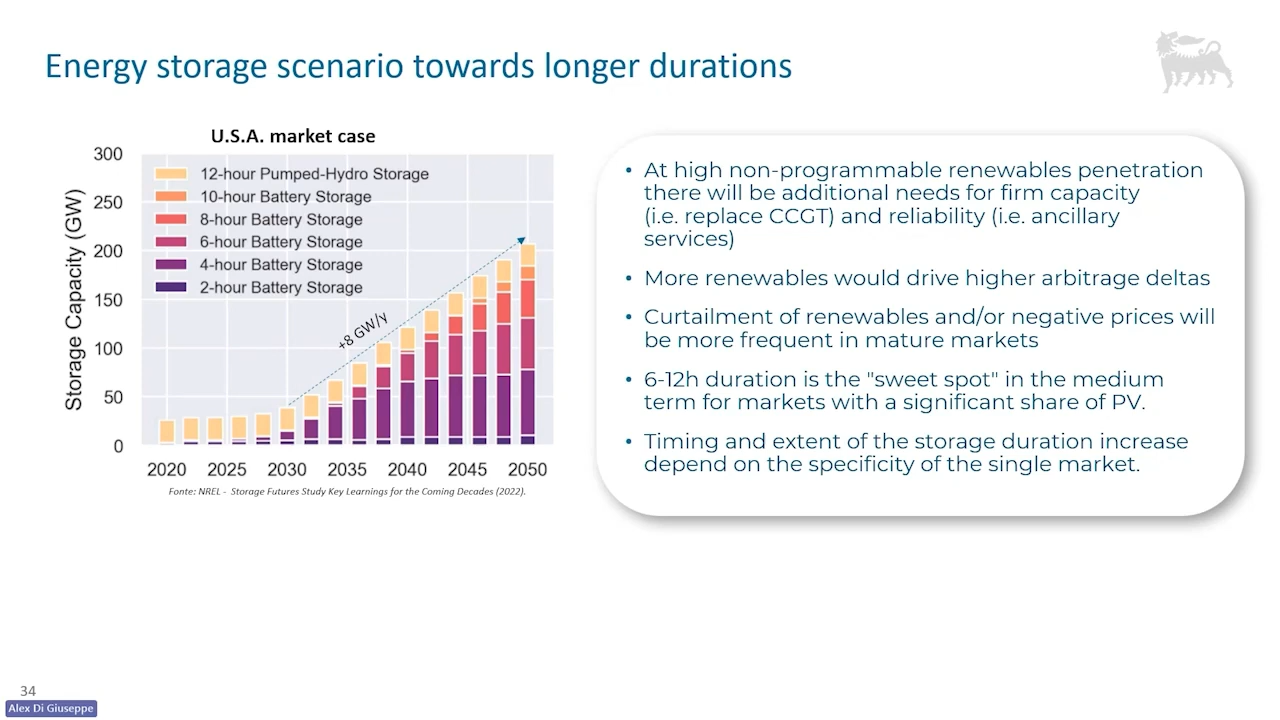 Energy storage scenario towards longer durations
U.S.A. market case
Storage Capacity (GW)
300
250
200
150
100
50
0
12-hour Pumped-Hydro Storage
10-hour Battery Storage
8-hour Battery Storage
6-hour Battery Storage
4-hour Battery Storage
2-hour Battery Storage
+8 GW/y
2020 2025 2030 2035 2040 2045 2050
Fonte: NREL - Storage Futures Study Key Learnings for the Coming Decades (2022).
• At high non-programmable renewables penetration
there will be additional needs for firm capacity
(i.e. replace CCGT) and reliability (i.e. ancillary
services)
• More renewables would drive higher arbitrage deltas
• Curtailment of renewables and/or negative prices will
be more frequent in mature markets
• 6-12h duration is the "sweet spot" in the medium
term for markets with a significant share of PV.
• Timing and extent of the storage duration increase
depend on the specificity of the single market.
34
Alex Di Giuseppe